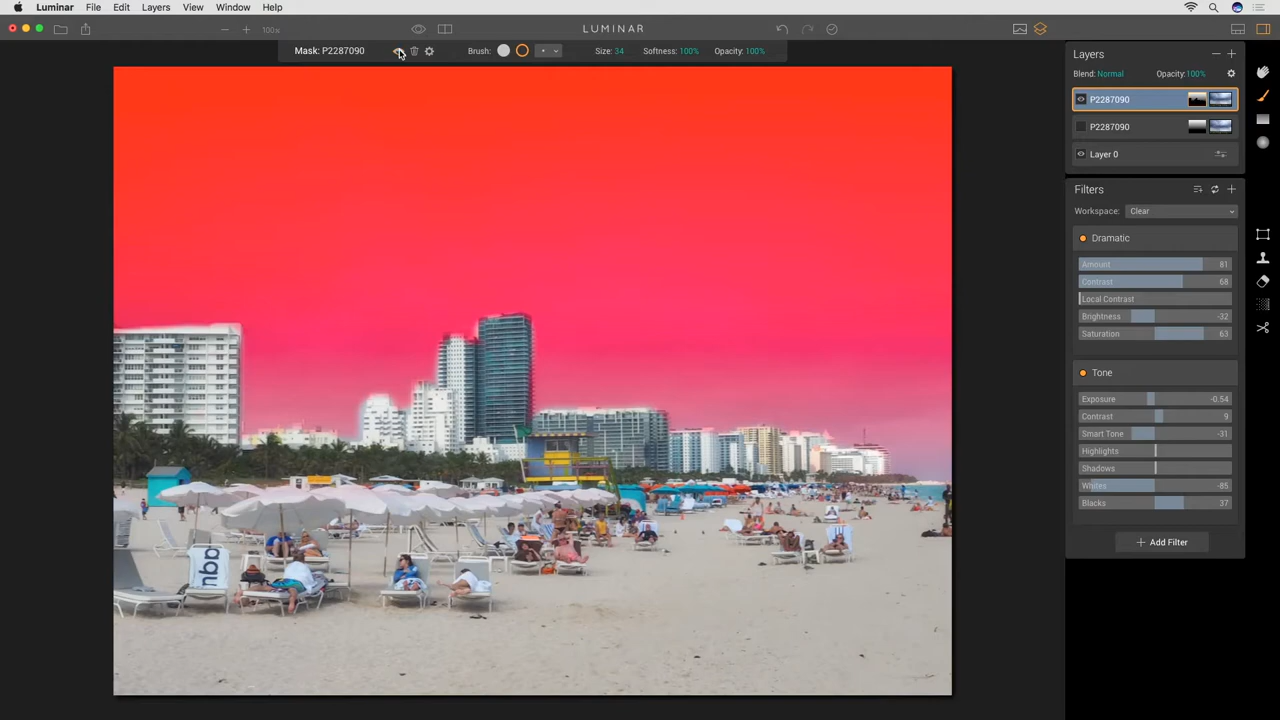 Luminar File Edit Layers View Window Help
100%
LUMINAR
Mask: P2287090 Brush: Size: 34 Softness: 100% Opacity: 100%
Layers
Blend: Normal Opacity: 100%
P2287090
P2287090
Layer 0
Filters
Workspace: Clear
Dramatic
Amount 81
Contrast 68
Local Contrast
Brightness -32
Saturation 63
Tone
Exposure -0.54
Contrast 9
Smart Tone -31
Highlights
Shadows
Whites -85
Blacks 37
+ Add Filter